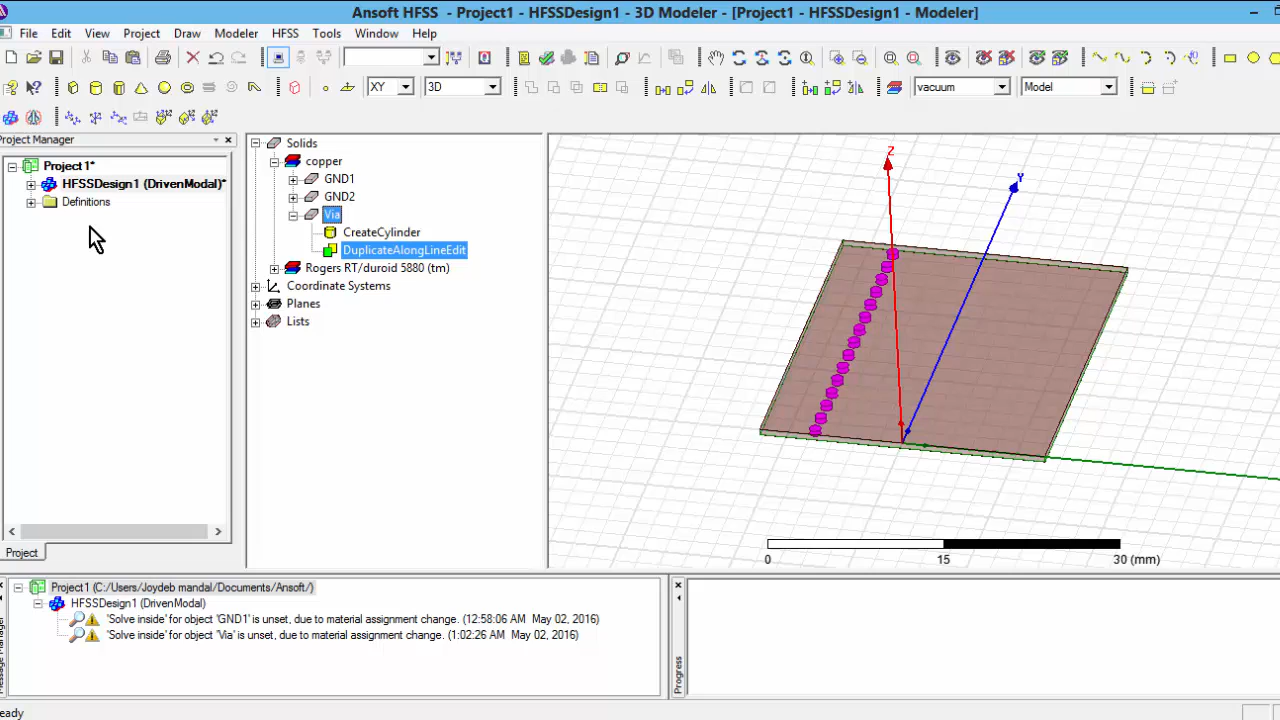 Ansoft HFSS - Project1 - HFSSDesign1 - 3D Modeler - [Project1 - HFSSDesign1 - Modeler]
File Edit View Project Draw Modeler HFSS Tools Window Help
XY 3D vacuum Model
Project Manager
Project1*
HFSSDesign1 (DrivenModal)*
Definitions
Project
Solids
copper
GND1
GND2
Via
CreateCylinder
DuplicateAlongLineEdit
Rogers RT/duroid 5880 (tm)
Coordinate Systems
Planes
Lists
Z
Y
0 15 30 (mm)
Project1 (C:/Users/Joydeb mandal/Documents/Ansoft/)
HFSSDesign1 (DrivenModal)
'Solve inside' for object 'GND1' is unset, due to material assignment change. (12:58:06 AM May 02, 2016)
'Solve inside' for object 'Via' is unset, due to material assignment change. (1:02:26 AM May 02, 2016)
Message Manager
Progress
eady